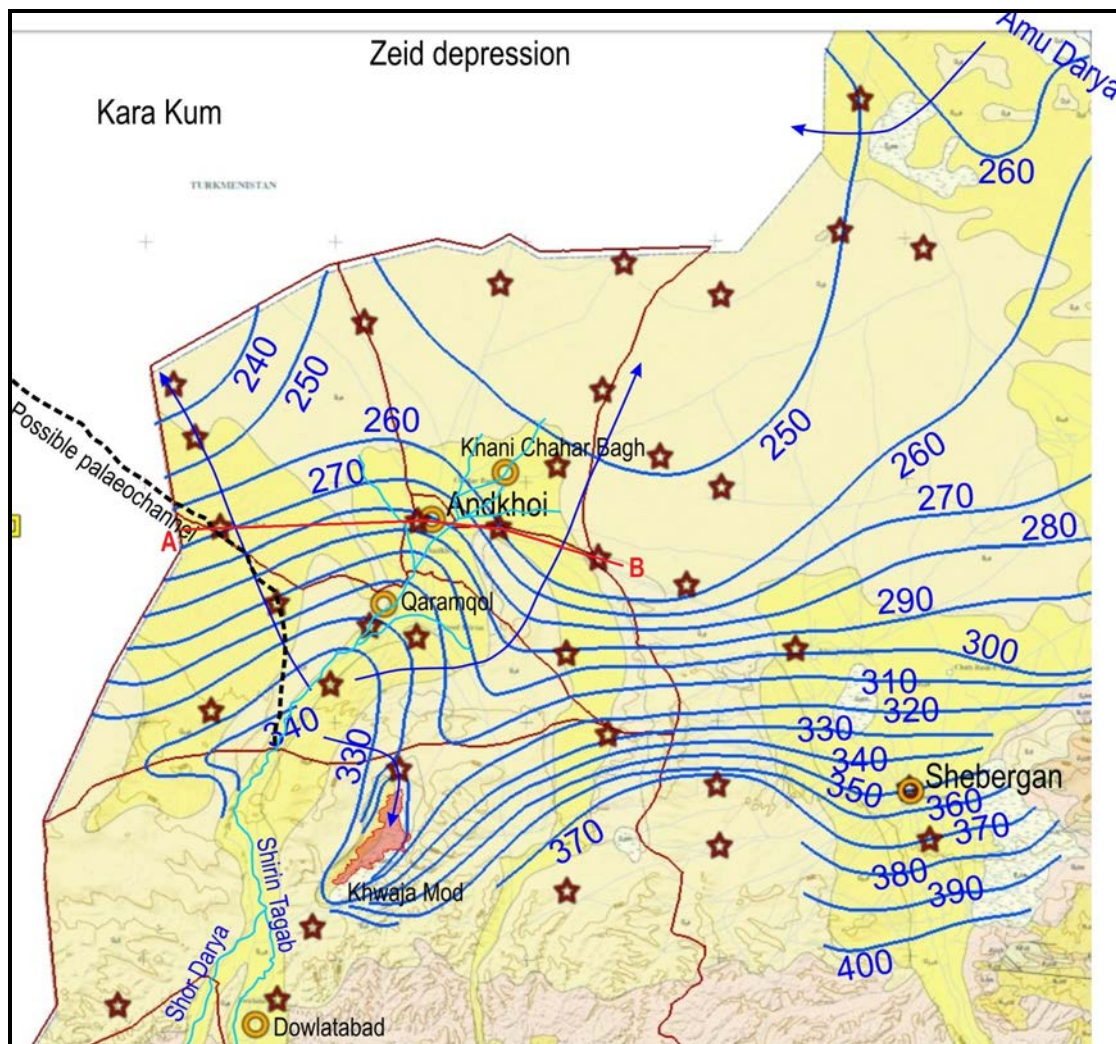 Zeid depression
Amu Darya
Kara Kum
TURKMENISTAN
260
240
250
260
270
250
260
270
280
290
300
310
320
330
340
350
360
370
380
390
400
Possible palaeochannel
Knani Chahar Bagh
Andkhoi
A
B
Qaramqol
340
330
370
Shebergan
Khwaja Mod
Shirin Tagab
Shor Darya
Dowlatabad